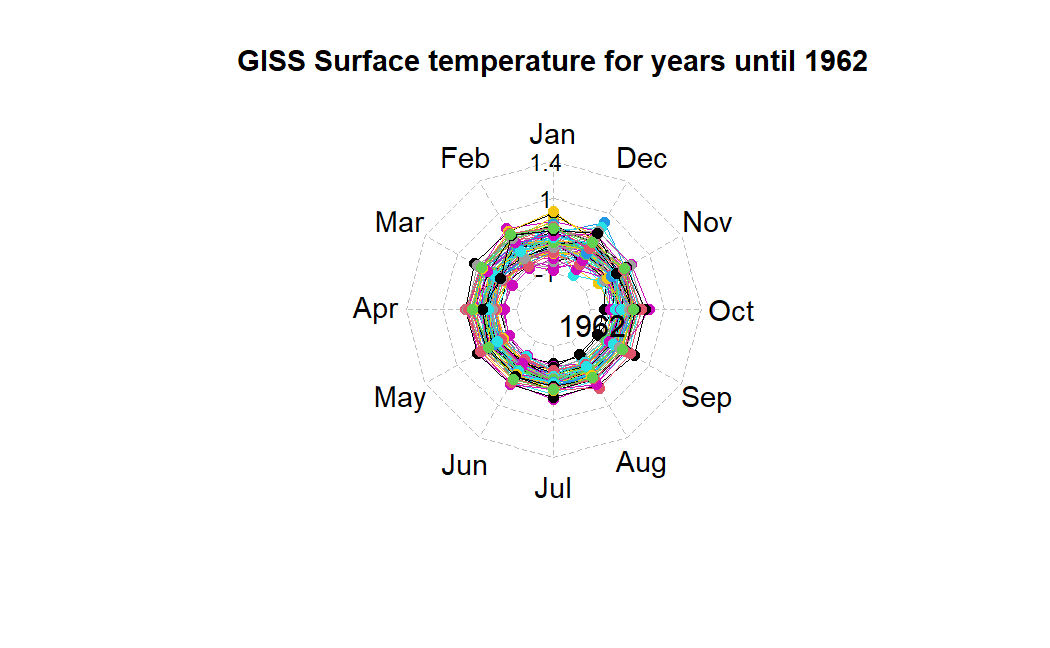 GISS Surface temperature for years until 1962
Jan
Feb
Dec
1.4
Mar
1
Nov
-1
Apr
1962
Oct
May
Sep
Jun
Aug
Jul